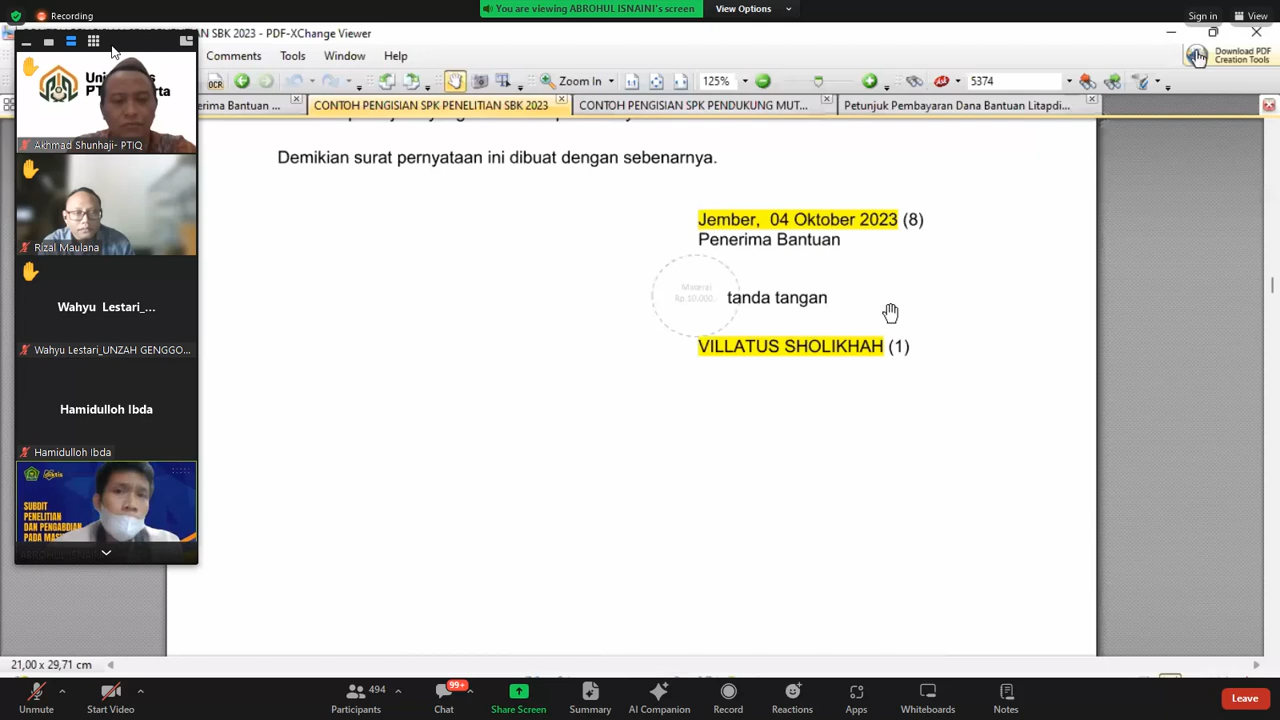 Recording
You are viewing ABROHUL ISNAINI's screen
View Options
Sign in
View
SBK 2023 - PDF-XChange Viewer
Comments
Window
Help
Download PDF
Creation Tools
OCR
Zoom In
125%
5374
erima Bantuan ...
CONTOH PENGISIAN SPK PENELITIAN SBK 2023
CONTOH PENGISIAN SPK PENDUKUNG MUT...
Petunjuk Pembayaran Dana Bantuan Litapdi...
Akhmad Shunhaji- PTIQ
Rizal Maulana
Wahyu Lestari_...
Wahyu Lestari_UNZAH GENGGO...
Hamidulloh Ibda
Hamidulloh Ibda
SUBDIT
PENELITIAN
DAN PENGABDIAN
Demikian surat pernyataan ini dibuat dengan sebenarnya.
Jember, 04 Oktober 2023 (8)
Penerima Bantuan
Materai
Rp 10.000,-
tanda tangan
VILLATUS SHOLIKHAH (1)
21,00 x 29,71 cm
Unmute
Start Video
494
Participants
99+
Chat
Share Screen
Summary
AI Companion
Record
Reactions
Apps
Whiteboards
Notes
Leave